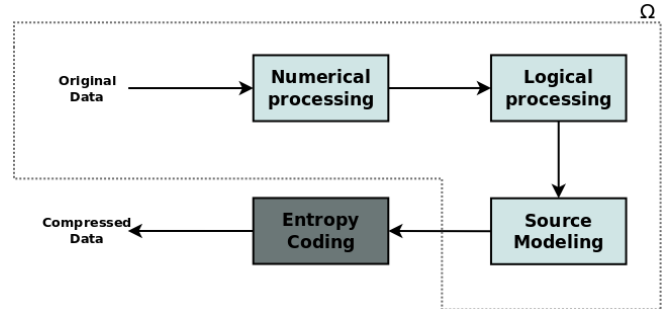 Ω
Original
Data
Numerical
processing
Logical
processing
Compressed
Data
Entropy
Coding
Source
Modeling